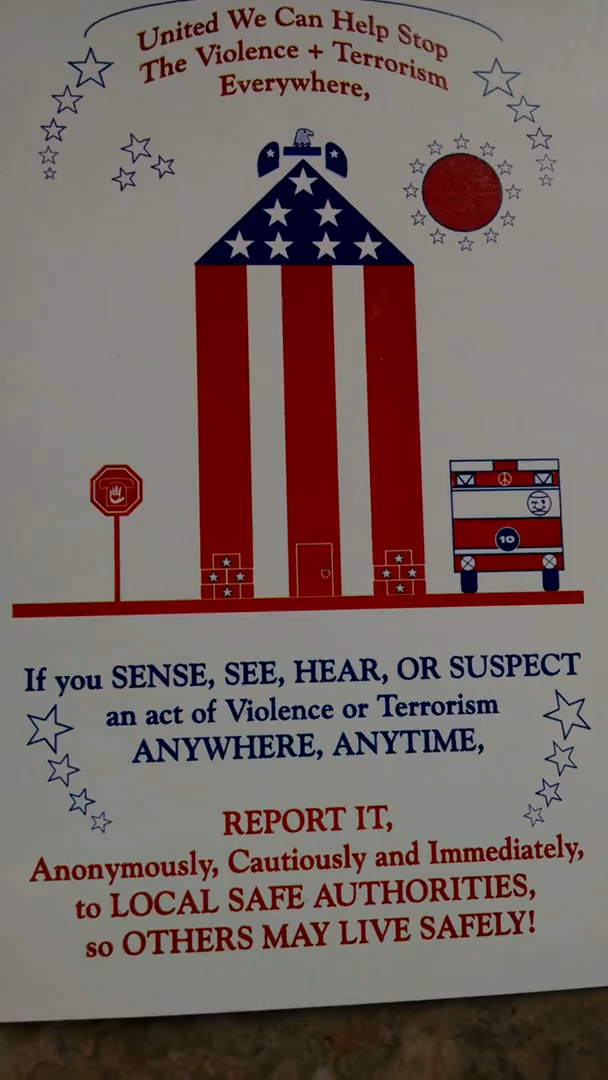 United We Can Help Stop
The Violence + Terrorism
Everywhere,
10
If you SENSE, SEE, HEAR, OR SUSPECT
an act of Violence or Terrorism
ANYWHERE, ANYTIME,
REPORT IT,
Anonymously, Cautiously and Immediately,
to LOCAL SAFE AUTHORITIES,
so OTHERS MAY LIVE SAFELY!